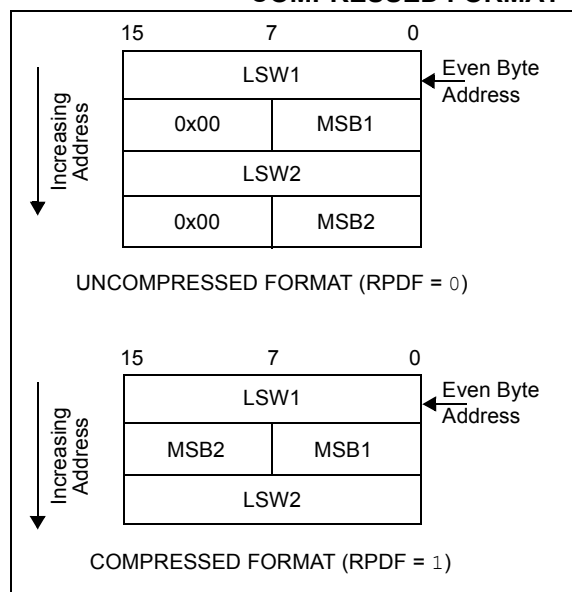 COMPRESSED FORMAT
15 7 0
LSW1
Even Byte
Address
0x00 MSB1
Increasing
Address
LSW2
0x00 MSB2
UNCOMPRESSED FORMAT (RPDF = 0)
15 7 0
LSW1
Even Byte
Address
MSB2 MSB1
Increasing
Address
LSW2
COMPRESSED FORMAT (RPDF = 1)